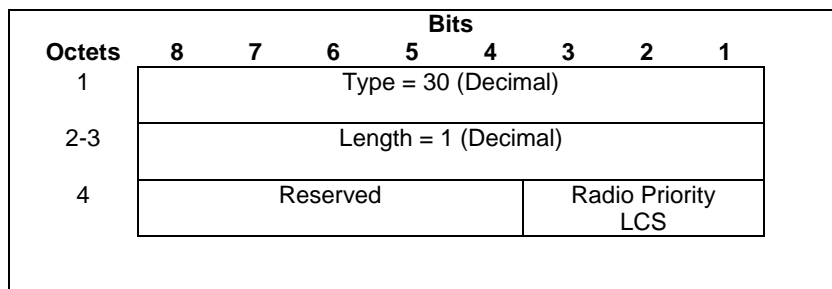 Bits
Octets 8 7 6 5 4 3 2 1
1 Type = 30 (Decimal)
2-3 Length = 1 (Decimal)
4 Reserved Radio Priority
LCS